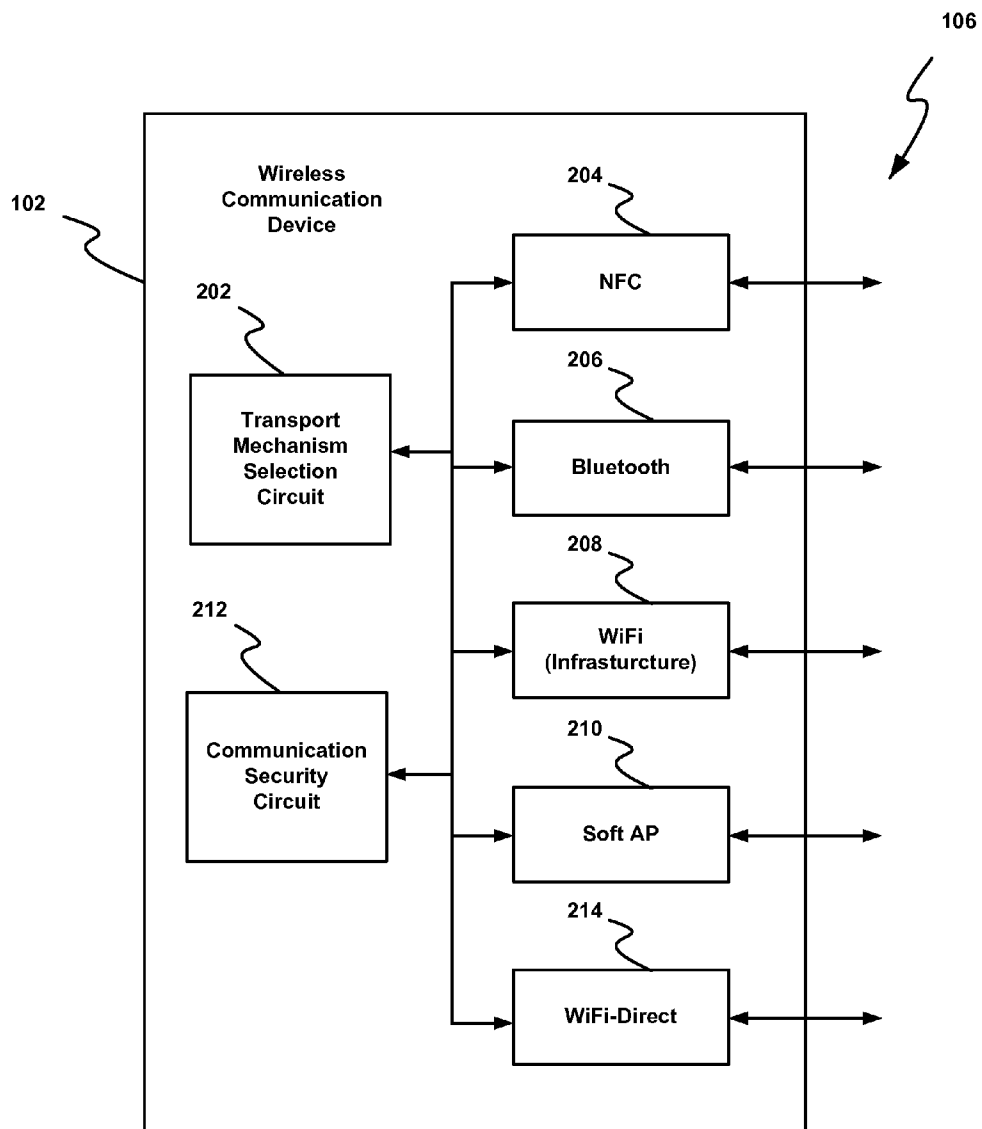 106
Wireless
Communication
Device
102
204
NFC
202
Transport
Mechanism
Selection
Circuit
206
Bluetooth
208
WiFi
(Infrasturcture)
212
Communication
Security
Circuit
210
Soft AP
214
WiFi-Direct